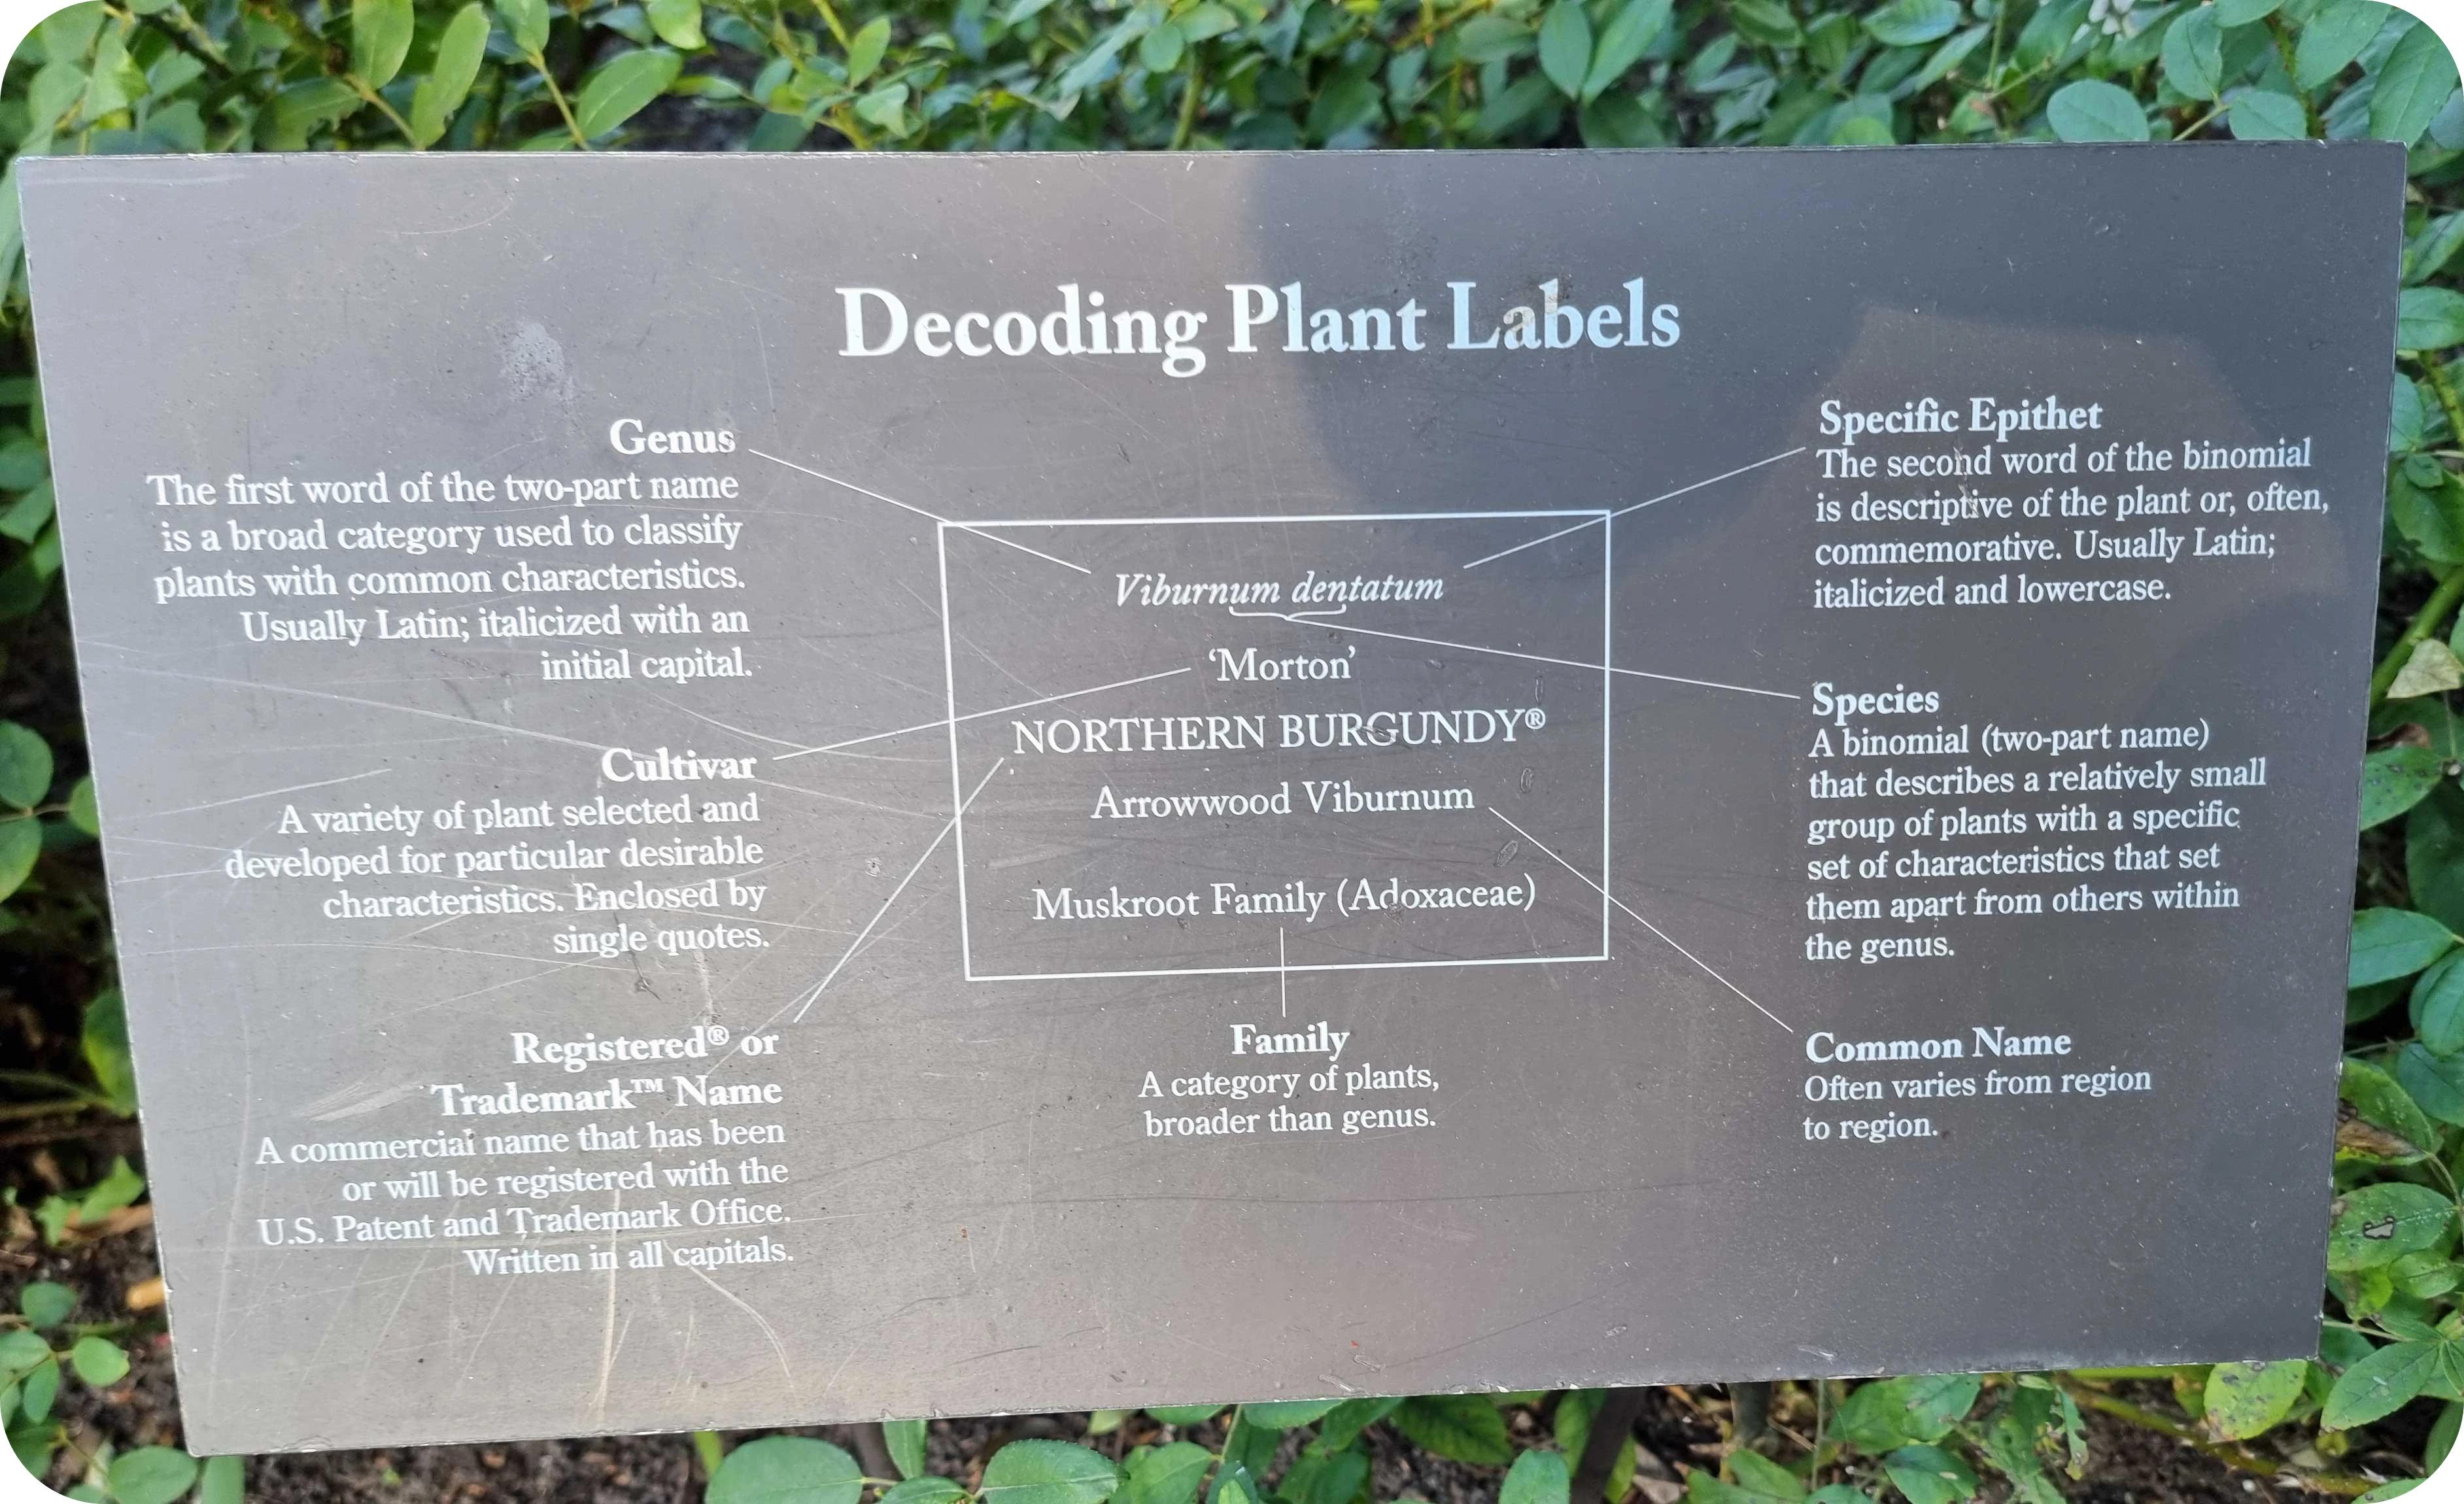 Decoding Plant Labels
Genus
The first word of the two-part name
is a broad category used to classify
plants with common characteristics.
Usually Latin; italicized with an
initial capital.
Cultivar
A variety of plant selected and
developed for particular desirable
characteristics. Enclosed by
single quotes.
Registered® or
Trademark™ Name
A commercial name that has been
or will be registered with the
U.S. Patent and Trademark Office.
Written in all capitals.
Viburnum dentatum
‘Morton’
NORTHERN BURGUNDY®
Arrowwood Viburnum
Muskroot Family (Adoxaceae)
Family
A category of plants,
broader than genus.
Specific Epithet
The second word of the binomial
is descriptive of the plant or, often,
commemorative. Usually Latin;
italicized and lowercase.
Species
A binomial (two-part name)
that describes a relatively small
group of plants with a specific
set of characteristics that set
them apart from others within
the genus.
Common Name
Often varies from region
to region.